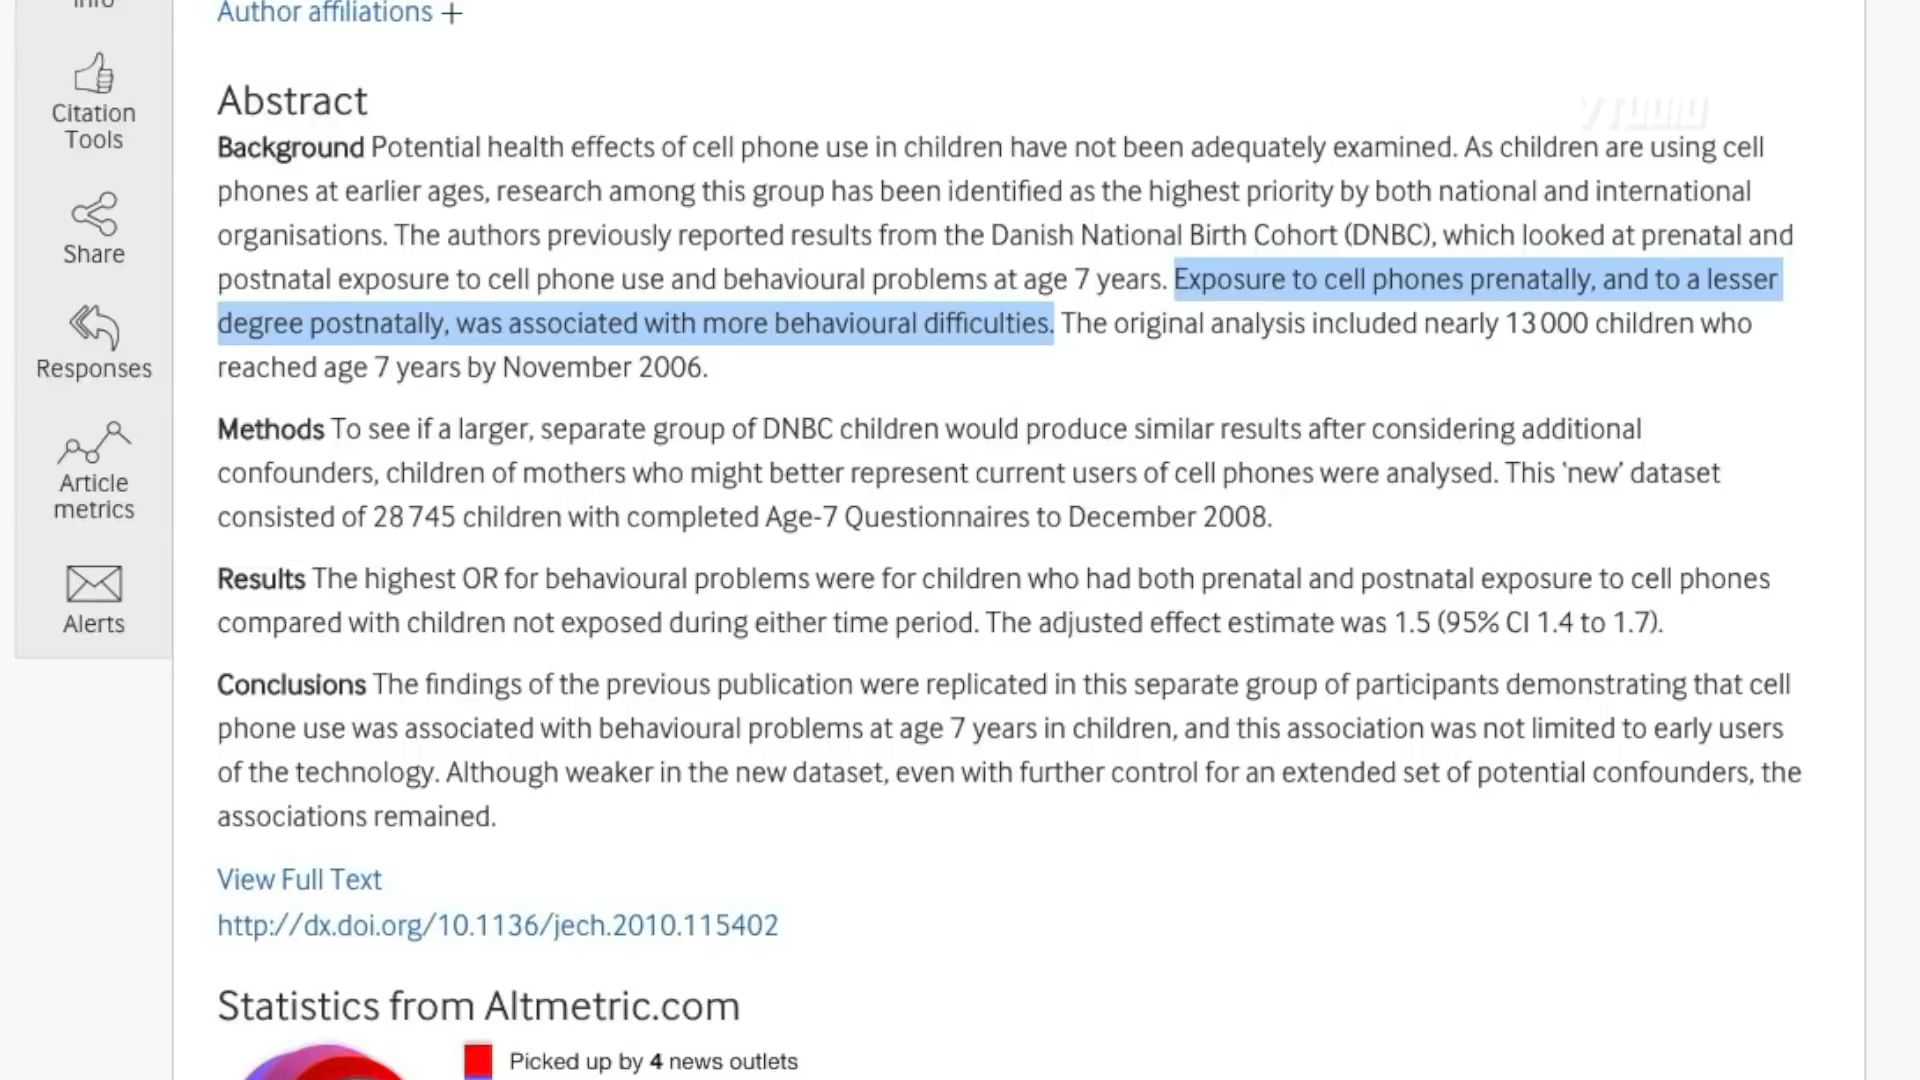 Info
Author affiliations +
Citation
Tools
Share
Responses
Article
metrics
Alerts
Abstract
Background Potential health effects of cell phone use in children have not been adequately examined. As children are using cell
phones at earlier ages, research among this group has been identified as the highest priority by both national and international
organisations. The authors previously reported results from the Danish National Birth Cohort (DNBC), which looked at prenatal and
postnatal exposure to cell phone use and behavioural problems at age 7 years. Exposure to cell phones prenatally, and to a lesser
degree postnatally, was associated with more behavioural difficulties. The original analysis included nearly 13 000 children who
reached age 7 years by November 2006.
Methods To see if a larger, separate group of DNBC children would produce similar results after considering additional
confounders, children of mothers who might better represent current users of cell phones were analysed. This ‘new’ dataset
consisted of 28 745 children with completed Age-7 Questionnaires to December 2008.
Results The highest OR for behavioural problems were for children who had both prenatal and postnatal exposure to cell phones
compared with children not exposed during either time period. The adjusted effect estimate was 1.5 (95% CI 1.4 to 1.7).
Conclusions The findings of the previous publication were replicated in this separate group of participants demonstrating that cell
phone use was associated with behavioural problems at age 7 years in children, and this association was not limited to early users
of the technology. Although weaker in the new dataset, even with further control for an extended set of potential confounders, the
associations remained.
View Full Text
http://dx.doi.org/10.1136/jech.2010.115402
Statistics from Altmetric.com
Picked up by 4 news outlets